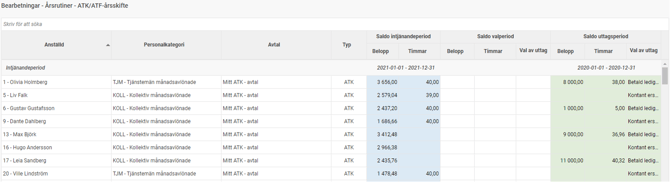 Bearbetningar - Årsrutiner - ATK/ATF-årsskifte
Skriv för att söka
Saldo intjänandeperiod Saldo valperiod Saldo uttagsperiod
Anställd Personalkategori Avtal Typ Belopp Timmar Belopp Timmar Val av uttag Belopp Timmar Val av uttag
Intjänandeperiod 2021-01-01 - 2021-12-31 2020-01-01 - 2020-12-31
1 - Olivia Holmberg TJM - Tjänstemän månadsavlönade Mitt ATK - avtal ATK 3 656,00 40,00 8 000,00 38,00 Betald ledig...
5 - Liv Falk KOLL - Kollektiv månadsavlönade Mitt ATK - avtal ATK 2 579,04 39,00 Kontant ers...
6 - Gustav Gustafsson KOLL - Kollektiv månadsavlönade Mitt ATK - avtal ATK 2 437,20 40,00 1 000,00 5,00 Betald ledig...
9 - Dante Dahlberg KOLL - Kollektiv månadsavlönade Mitt ATK - avtal ATK 1 686,66 40,00 Kontant ers...
13 - Max Björk KOLL - Kollektiv månadsavlönade Mitt ATK - avtal ATK 3 412,48 9 000,00 36,96 Betald ledig...
16 - Hugo Andersson KOLL - Kollektiv månadsavlönade Mitt ATK - avtal ATK 2 966,38 Kontant ers...
17 - Leia Sandberg KOLL - Kollektiv månadsavlönade Mitt ATK - avtal ATK 2 435,76 11 000,00 40,32 Betald ledig...
20 - Ville Lindström TJM - Tjänstemän månadsavlönade Mitt ATK - avtal ATK 1 478,48 40,00 Kontant ers...